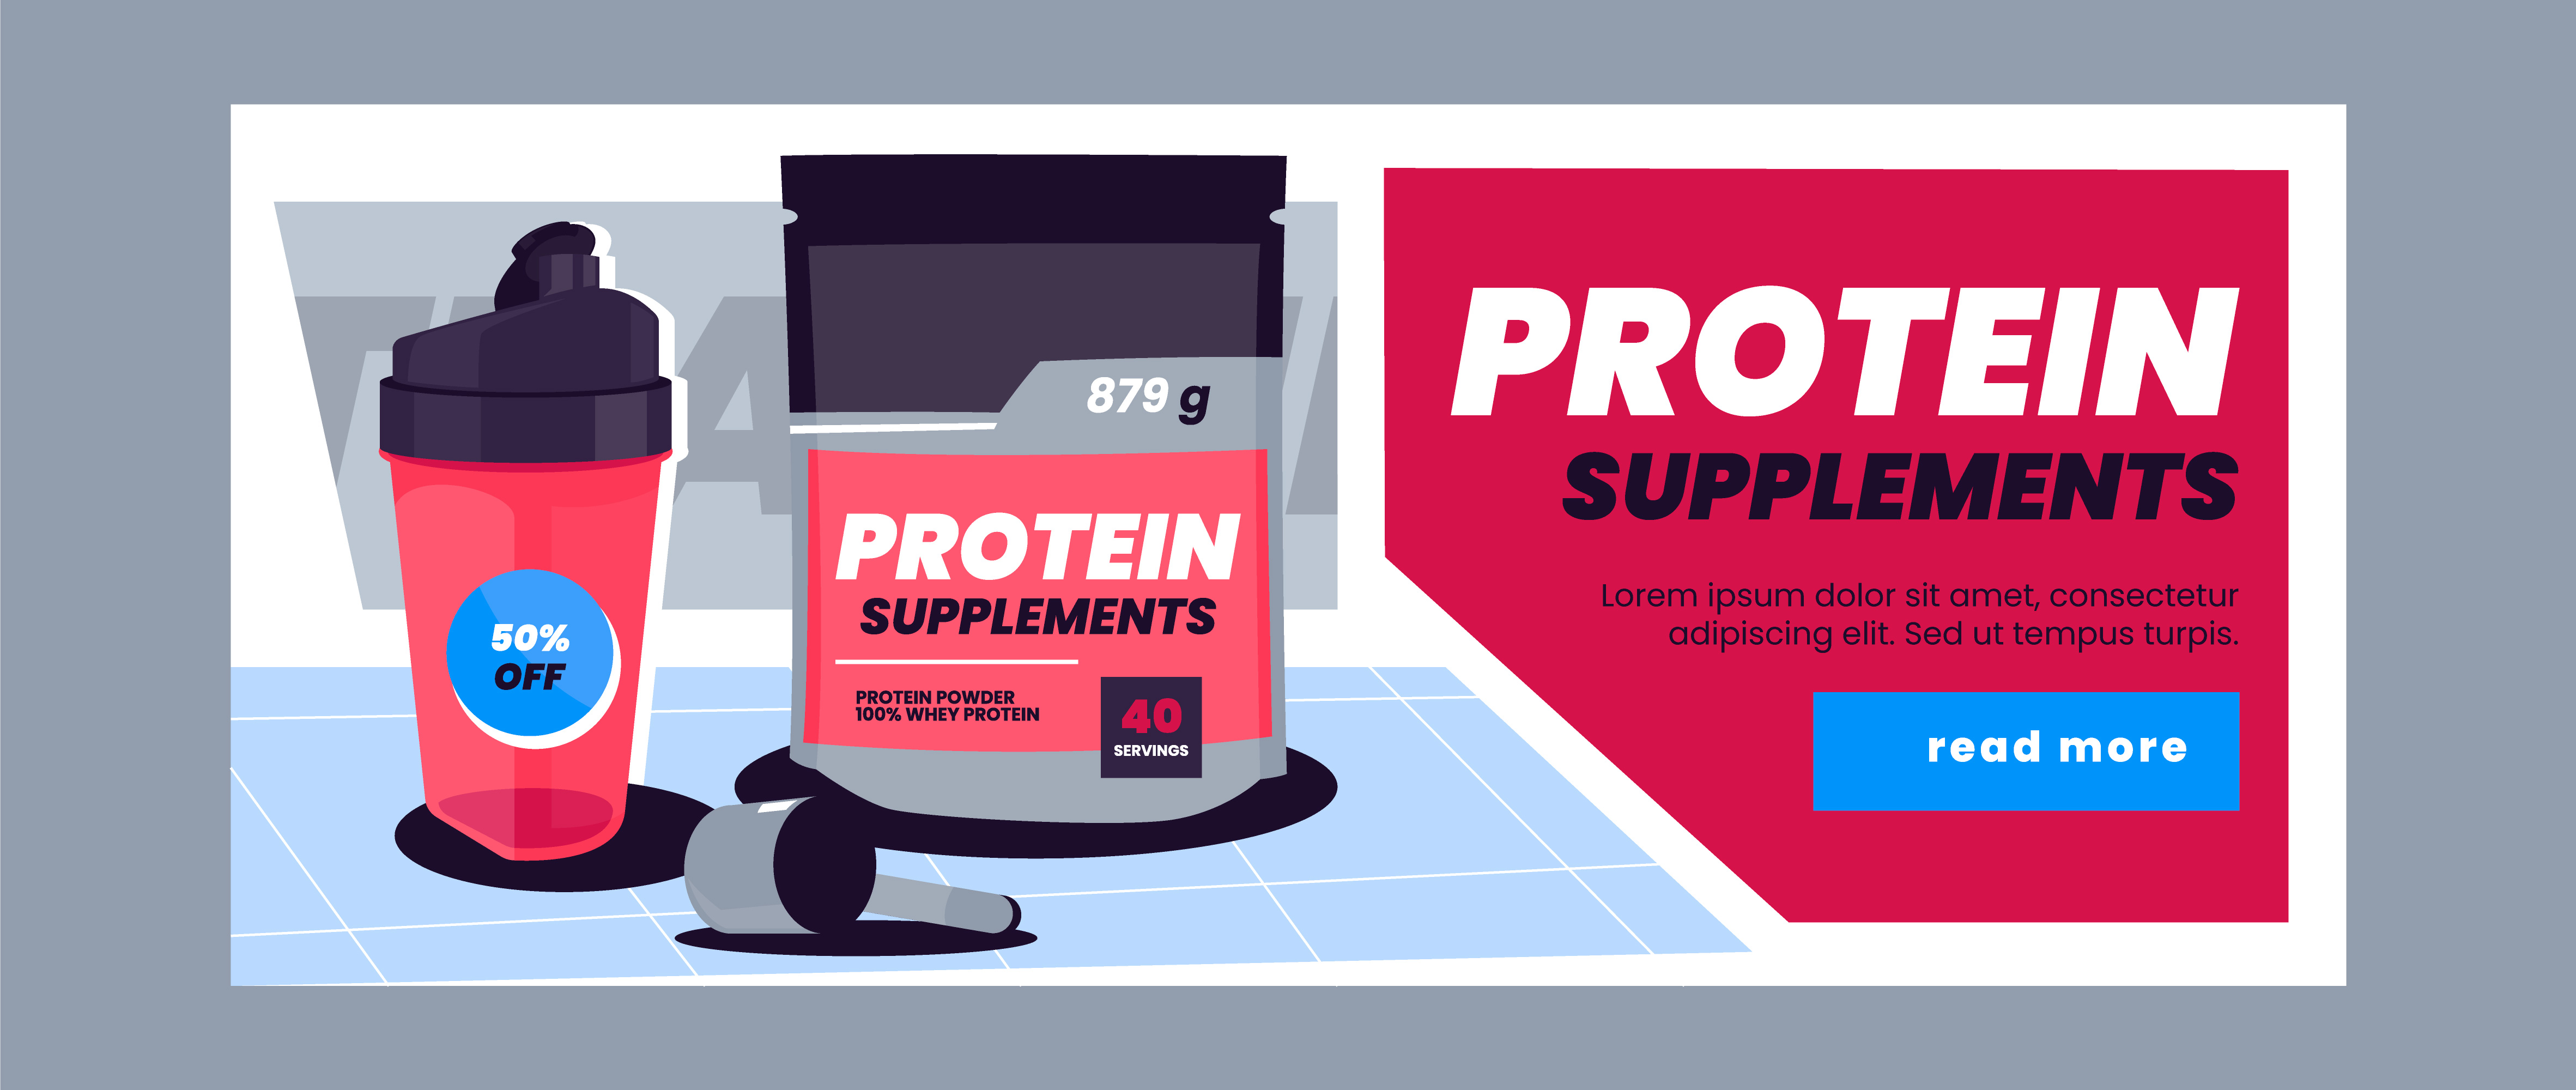 50%
OFF
879 g
PROTEIN
SUPPLEMENTS
PROTEIN POWDER
100% WHEY PROTEIN
40
SERVINGS
PROTEIN
SUPPLEMENTS
Lorem ipsum dolor sit amet, consectetur
adipiscing elit. Sed ut tempus turpis.
read more